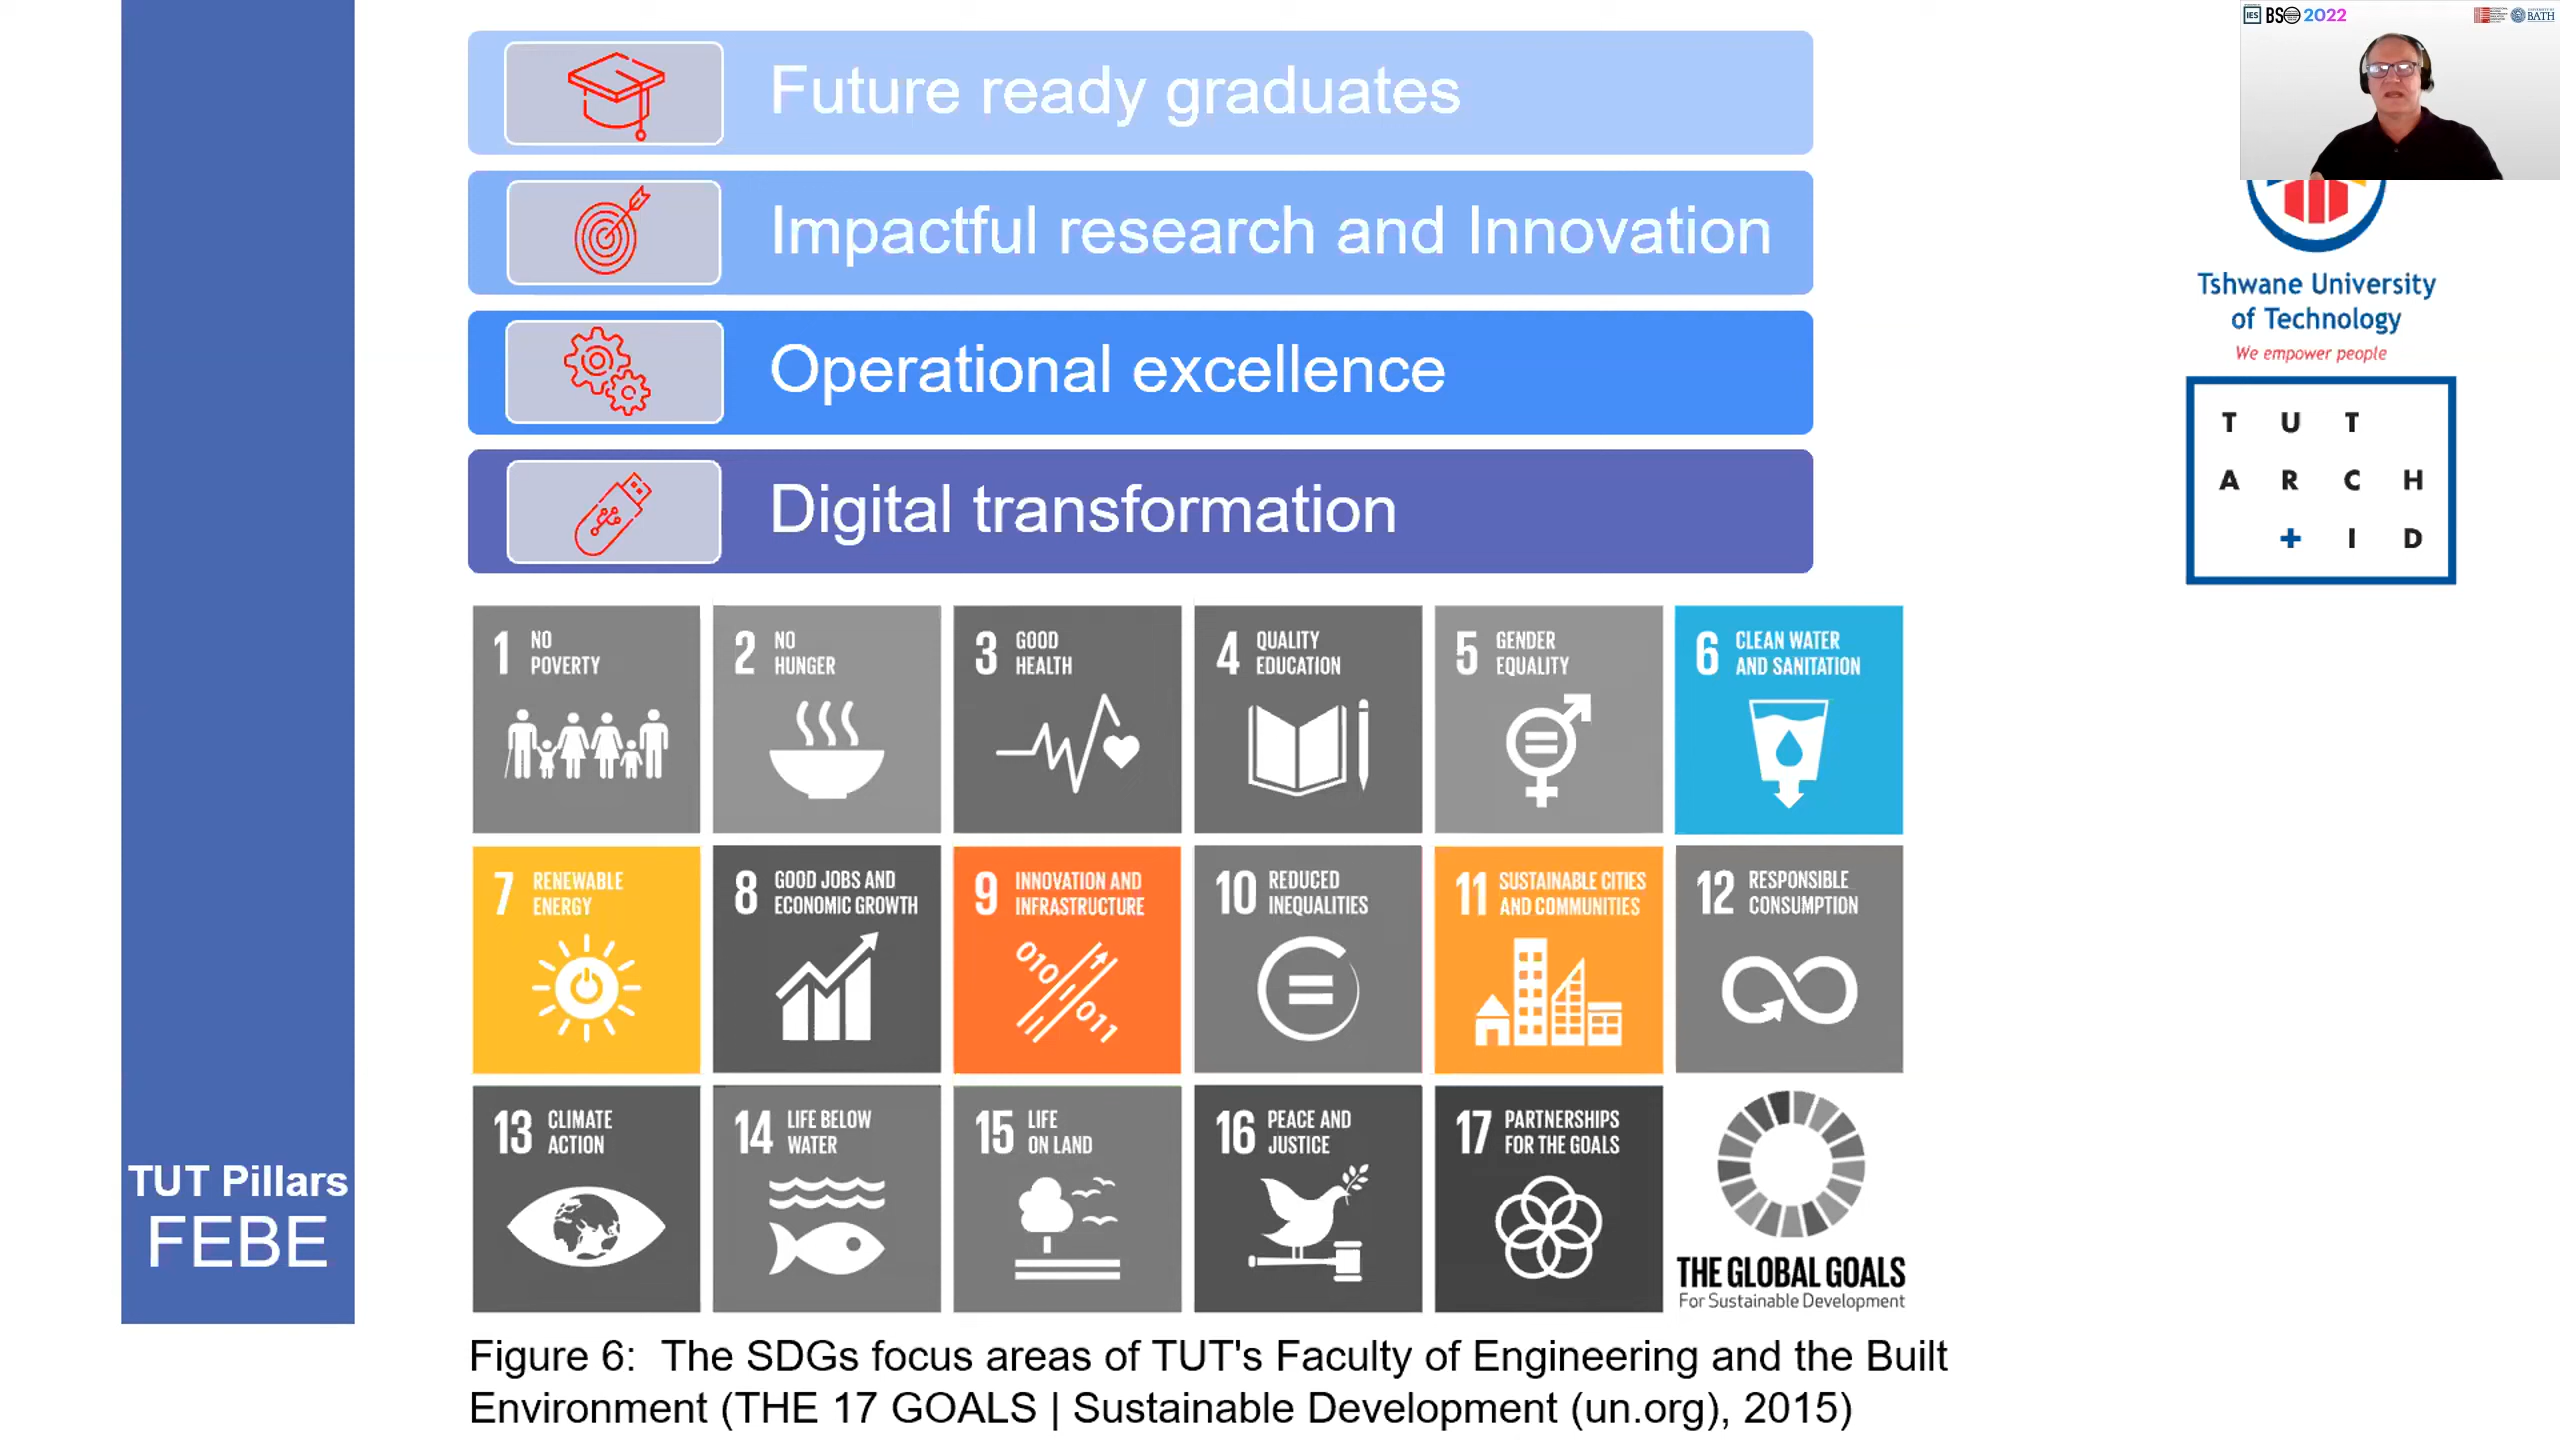 Future ready graduates
Impactful research and Innovation
Operational excellence
Digital transformation
IES BSO 2022
BATH
Tshwane University
of Technology
We empower people
T U T
A R C H
+ I D
1 NO
POVERTY
2 NO
HUNGER
3 GOOD
HEALTH
4 QUALITY
EDUCATION
5 GENDER
EQUALITY
6 CLEAN WATER
AND SANITATION
7 RENEWABLE
ENERGY
8 GOOD JOBS AND
ECONOMIC GROWTH
9 INNOVATION AND
INFRASTRUCTURE
010
011
10 REDUCED
INEQUALITIES
11 SUSTAINABLE CITIES
AND COMMUNITIES
12 RESPONSIBLE
CONSUMPTION
13 CLIMATE
ACTION
14 LIFE BELOW
WATER
15 LIFE
ON LAND
16 PEACE AND
JUSTICE
17 PARTNERSHIPS
FOR THE GOALS
THE GLOBAL GOALS
For Sustainable Development
TUT Pillars
FEBE
Figure 6: The SDGs focus areas of TUT's Faculty of Engineering and the Built
Environment (THE 17 GOALS | Sustainable Development (un.org), 2015)